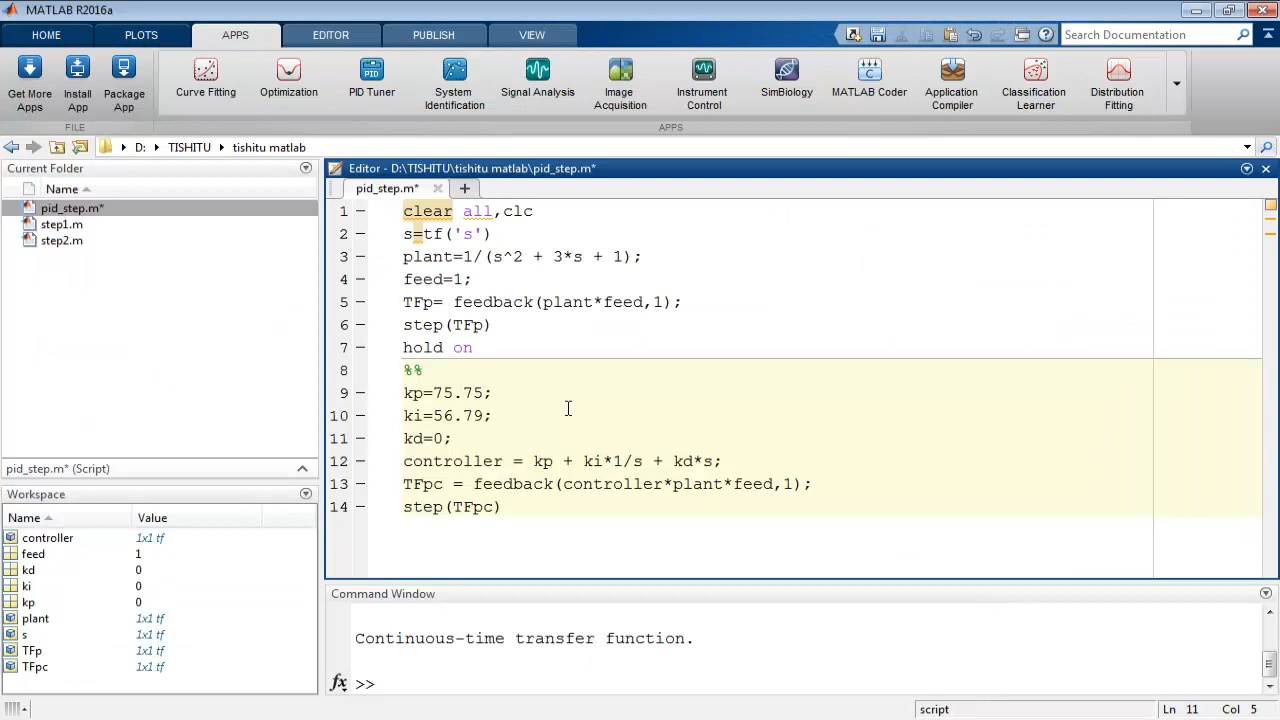 MATLAB R2016a
HOME PLOTS APPS EDITOR PUBLISH VIEW Search Documentation
Get More Apps Install App Package App Curve Fitting Optimization PID Tuner System Identification Signal Analysis Image Acquisition Instrument Control SimBiology MATLAB Coder Application Compiler Classification Learner Distribution Fitting
FILE APPS
D: TISHITU tishitu matlab
Current Folder
Name
pid_step.m*
step1.m
step2.m
pid_step.m* (Script)
Workspace
Name Value
controller 1x1 tf
feed 1
kd 0
ki 0
kp 0
plant 1x1 tf
s 1x1 tf
TFp 1x1 tf
TFpc 1x1 tf
Editor - D:\TISHITU\tishitu matlab\pid_step.m*
pid_step.m*
1 clear all,clc
2 s=tf('s')
3 plant=1/(s^2 + 3*s + 1);
4 feed=1;
5 TFp= feedback(plant*feed,1);
6 step(TFp)
7 hold on
8 %%
9 kp=75.75;
10 ki=56.79;
11 kd=0;
12 controller = kp + ki*1/s + kd*s;
13 TFpc = feedback(controller*plant*feed,1);
14 step(TFpc)
Command Window
Continuous-time transfer function.
fx >>
script Ln 11 Col 5